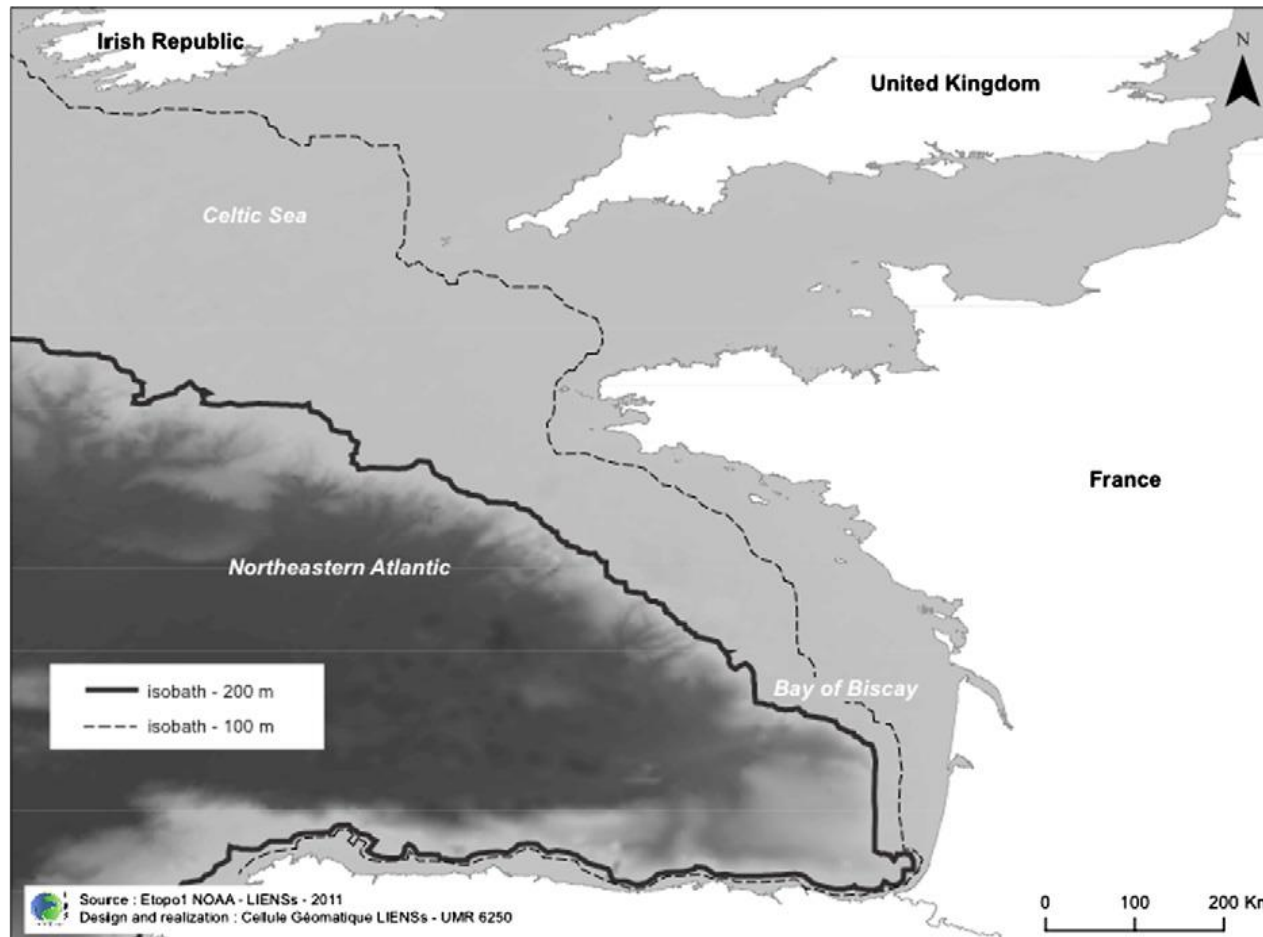 Irish Republic
N
United Kingdom
Celtic Sea
France
Northeastern Atlantic
isobath - 200 m
Bay of Biscay
isobath - 100 m
Source : Etopo1 NOAA - LIENSs - 2011
Design and realization : Cellule Géomatique LIENSs - UMR 6250
0 100 200 Km